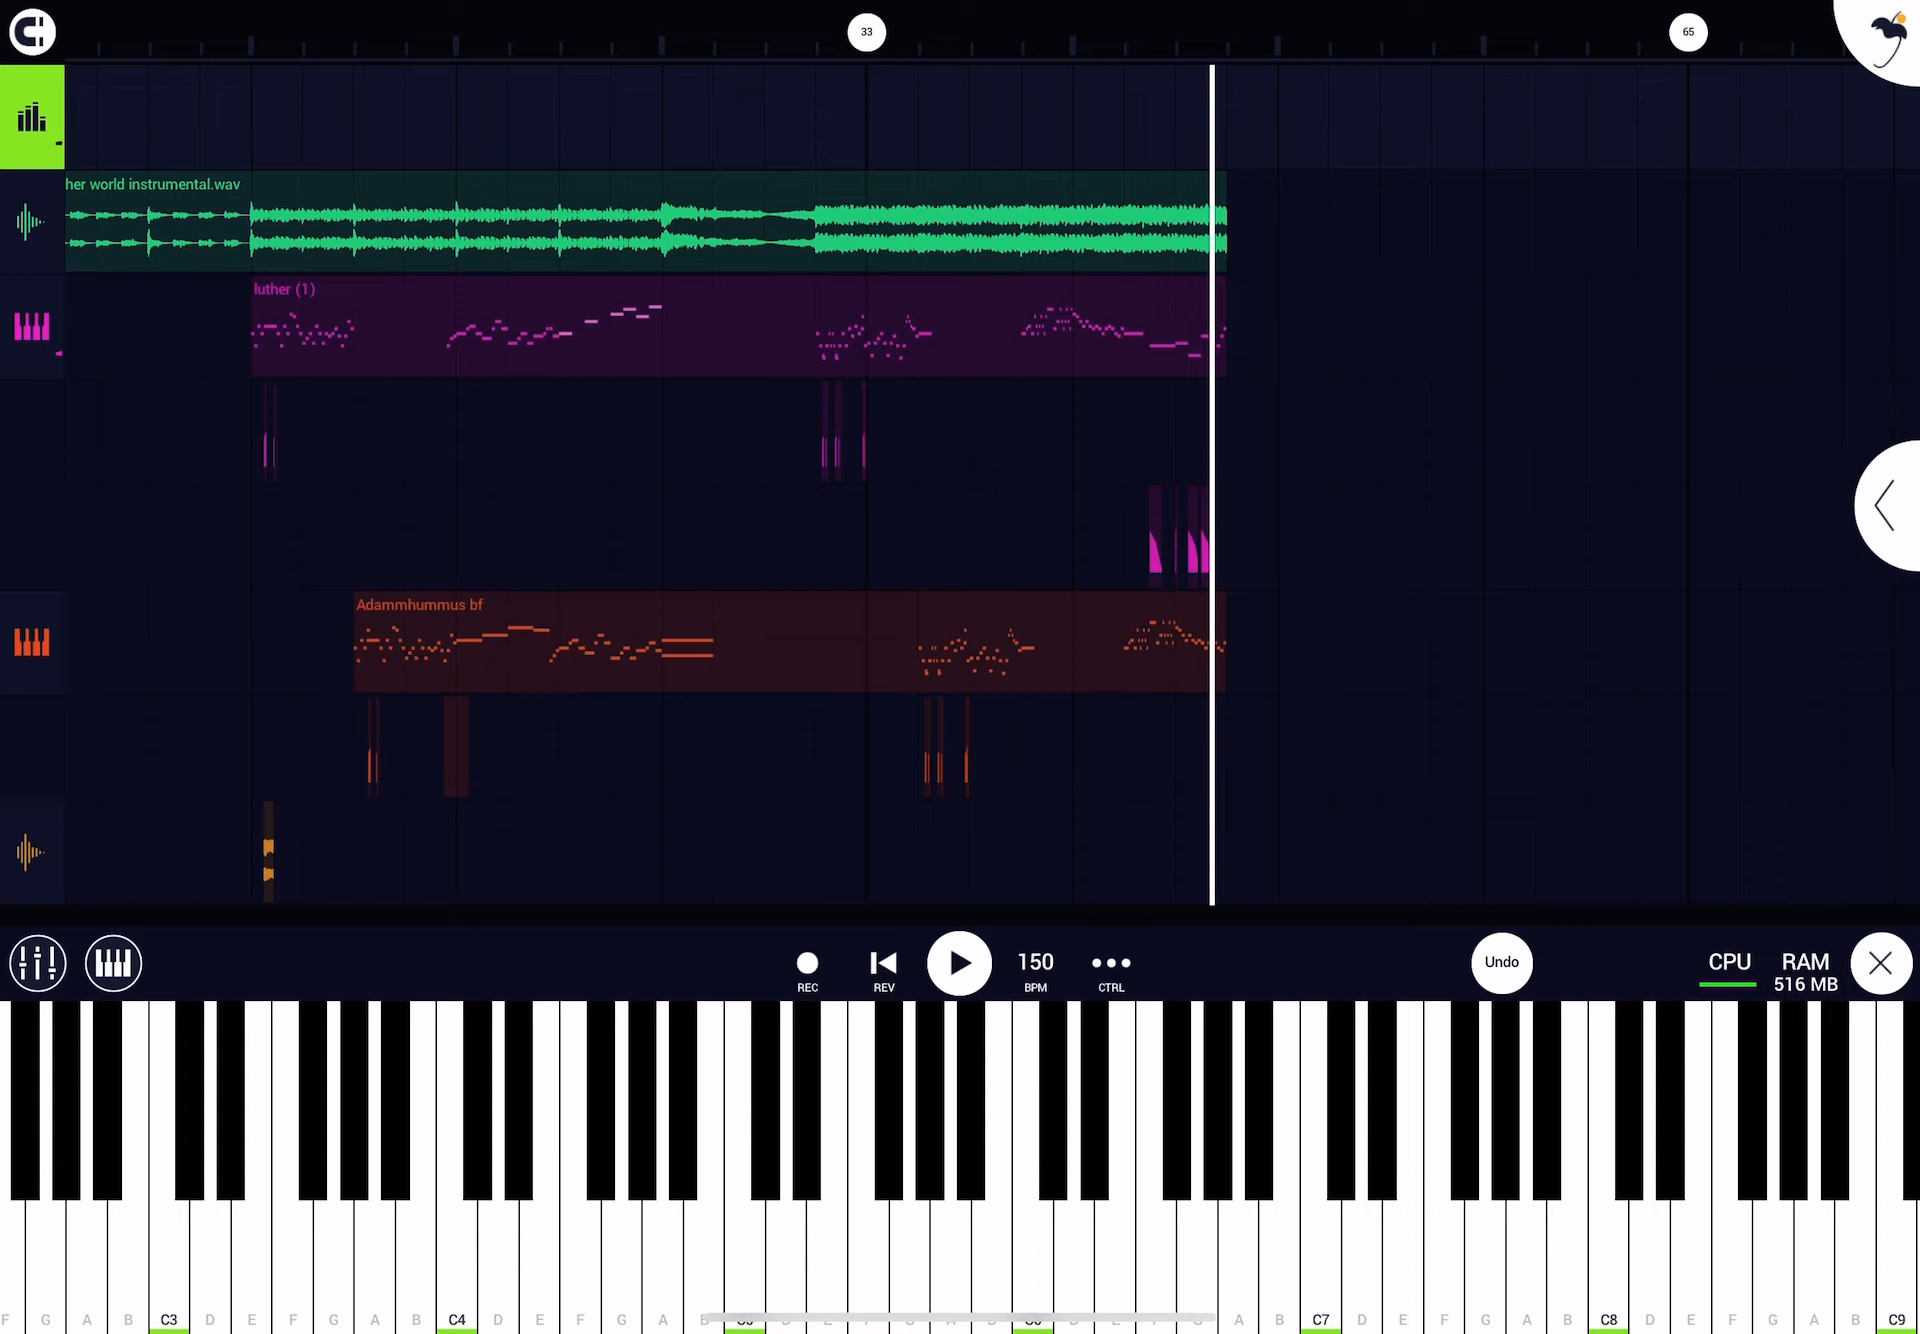 33
65
her world instrumental.wav
luther (1)
Adammhummus bf
REC
REV
150
BPM
CTRL
Undo
CPU
RAM
516 MB
F G A B C3 D E F G A B C4 D E F G A A B C7 D E F G A B C8 D E F G A B C9